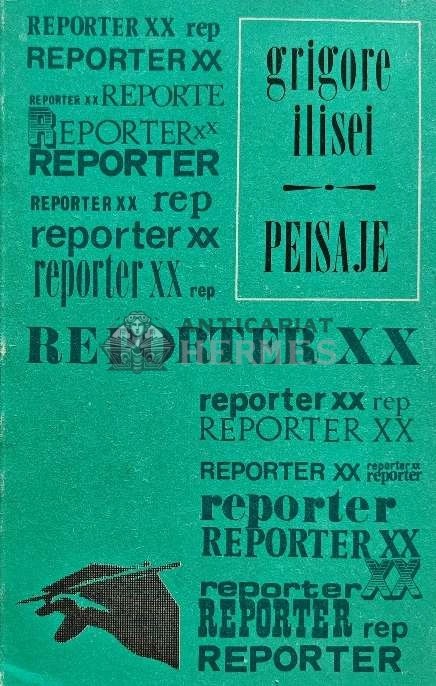 REPORTER XX rep
REPORTER XX
REPORTER XX REPORTE
REPORTER XX
REPORTER
REPORTER XX rep
reporter XX
reporter XX rep
grigore
ilisei
PEISAJE
REPORTER XX
ANTICARIAT
HERMES
reporter XX rep
REPORTER XX
REPORTER XX reporter XX
reporter
reporter
REPORTER XX
reporter XX
REPORTER rep
REPORTER